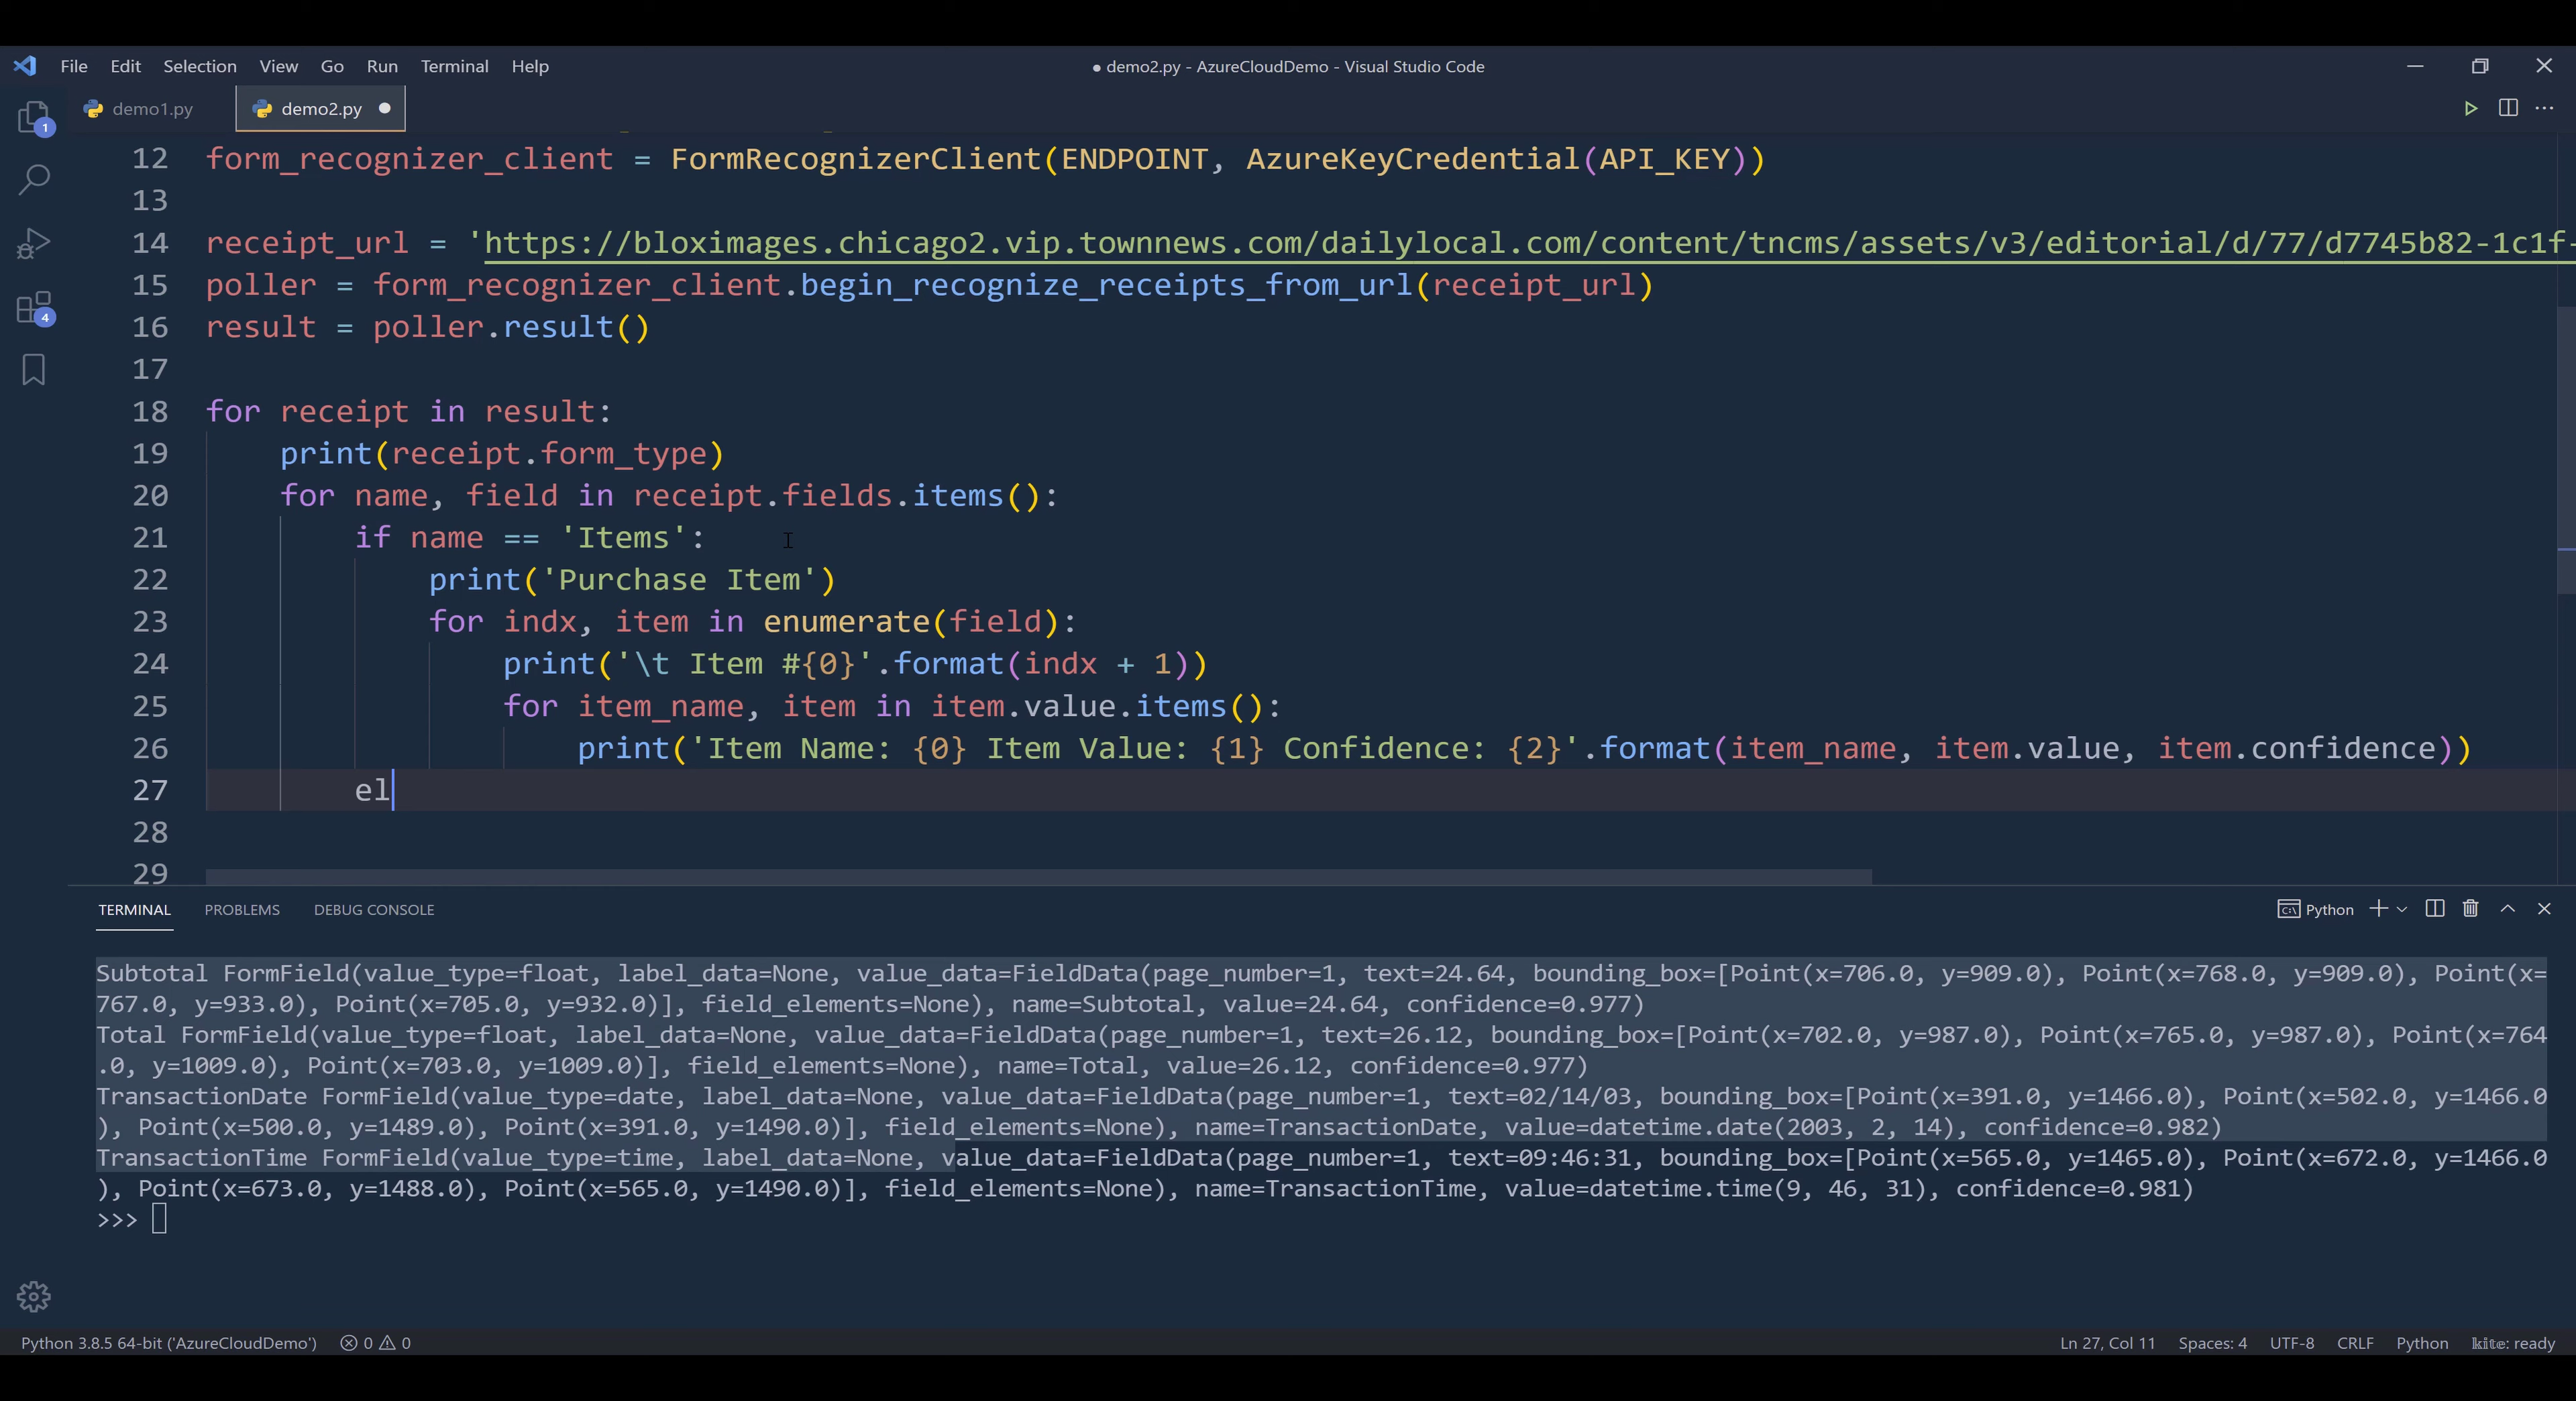 File Edit Selection View Go Run Terminal Help
● demo2.py - AzureCloudDemo - Visual Studio Code
demo1.py
demo2.py
1
4
12 form_recognizer_client = FormRecognizerClient(ENDPOINT, AzureKeyCredential(API_KEY))
13
14 receipt_url = 'https://bloximages.chicago2.vip.townnews.com/dailylocal.com/content/tncms/assets/v3/editorial/d/77/d7745b82-1c1f-
15 poller = form_recognizer_client.begin_recognize_receipts_from_url(receipt_url)
16 result = poller.result()
17
18 for receipt in result:
19     print(receipt.form_type)
20     for name, field in receipt.fields.items():
21         if name == 'Items':
22             print('Purchase Item')
23             for indx, item in enumerate(field):
24                 print('\t Item #{0}'.format(indx + 1))
25                 for item_name, item in item.value.items():
26                     print('Item Name: {0} Item Value: {1} Confidence: {2}'.format(item_name, item.value, item.confidence))
27         el
28
29
TERMINAL PROBLEMS DEBUG CONSOLE
Python
Subtotal FormField(value_type=float, label_data=None, value_data=FieldData(page_number=1, text=24.64, bounding_box=[Point(x=706.0, y=909.0), Point(x=768.0, y=909.0), Point(x=
767.0, y=933.0), Point(x=705.0, y=932.0)], field_elements=None), name=Subtotal, value=24.64, confidence=0.977)
Total FormField(value_type=float, label_data=None, value_data=FieldData(page_number=1, text=26.12, bounding_box=[Point(x=702.0, y=987.0), Point(x=765.0, y=987.0), Point(x=764
.0, y=1009.0), Point(x=703.0, y=1009.0)], field_elements=None), name=Total, value=26.12, confidence=0.977)
TransactionDate FormField(value_type=date, label_data=None, value_data=FieldData(page_number=1, text=02/14/03, bounding_box=[Point(x=391.0, y=1466.0), Point(x=502.0, y=1466.0
), Point(x=500.0, y=1489.0), Point(x=391.0, y=1490.0)], field_elements=None), name=TransactionDate, value=datetime.date(2003, 2, 14), confidence=0.982)
TransactionTime FormField(value_type=time, label_data=None, value_data=FieldData(page_number=1, text=09:46:31, bounding_box=[Point(x=565.0, y=1465.0), Point(x=672.0, y=1466.0
), Point(x=673.0, y=1488.0), Point(x=565.0, y=1490.0)], field_elements=None), name=TransactionTime, value=datetime.time(9, 46, 31), confidence=0.981)
>>>
Python 3.8.5 64-bit ('AzureCloudDemo') 0 0
Ln 27, Col 11 Spaces: 4 UTF-8 CRLF Python kite: ready